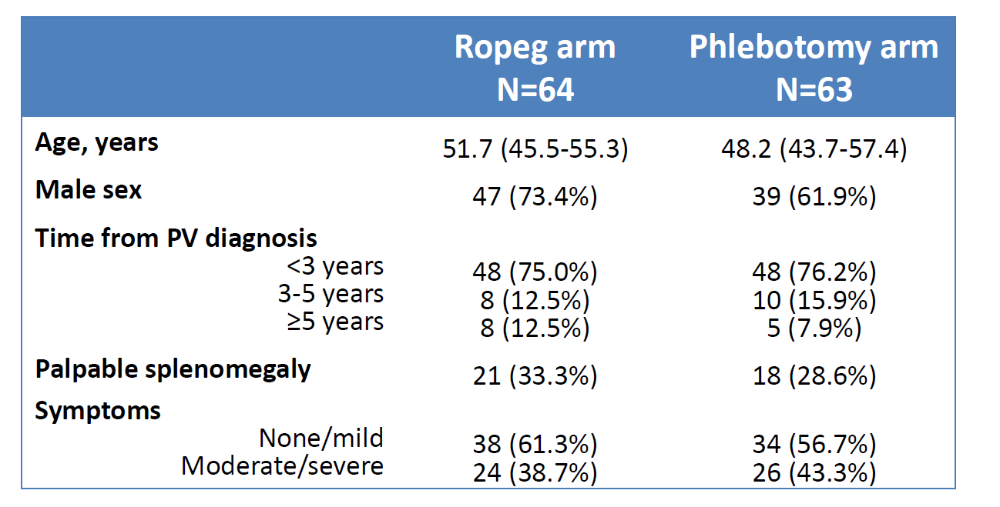 Ropeg arm Phlebotomy arm
N=64 N=63
Age, years 51.7 (45.5-55.3) 48.2 (43.7-57.4)
Male sex 47 (73.4%) 39 (61.9%)
Time from PV diagnosis
<3 years 48 (75.0%) 48 (76.2%)
3-5 years 8 (12.5%) 10 (15.9%)
≥5 years 8 (12.5%) 5 (7.9%)
Palpable splenomegaly 21 (33.3%) 18 (28.6%)
Symptoms
None/mild 38 (61.3%) 34 (56.7%)
Moderate/severe 24 (38.7%) 26 (43.3%)